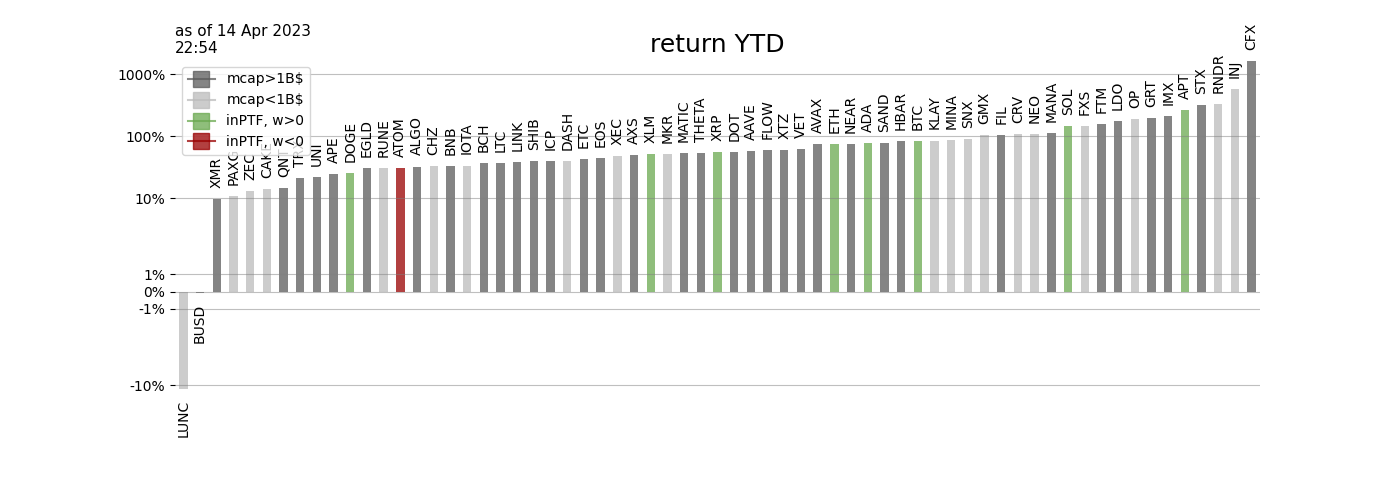 as of 14 Apr 2023
22:54
return YTD
1000%
100%
10%
1%
0%
-1%
-10%
mcap>1B$
mcap<1B$
inPTF, w>0
inPTF, w<0
LUNC
BUSD
XMR
PAXG
ZEC
CAKE
QNT
TRX
UNI
APE
DOGE
EGLD
RUNE
ATOM
ALGO
CHZ
BNB
IOTA
BCH
LTC
LINK
SHIB
ICP
DASH
ETC
EOS
XEC
AXS
XLM
MKR
MATIC
THETA
XRP
DOT
AAVE
FLOW
XTZ
VET
AVAX
ETH
NEAR
ADA
SAND
HBAR
BTC
KLAY
MINA
SNX
GMX
FIL
CRV
NEO
MANA
SOL
FXS
FTM
LDO
OP
GRT
IMX
APT
STX
RNDR
INJ
CFX